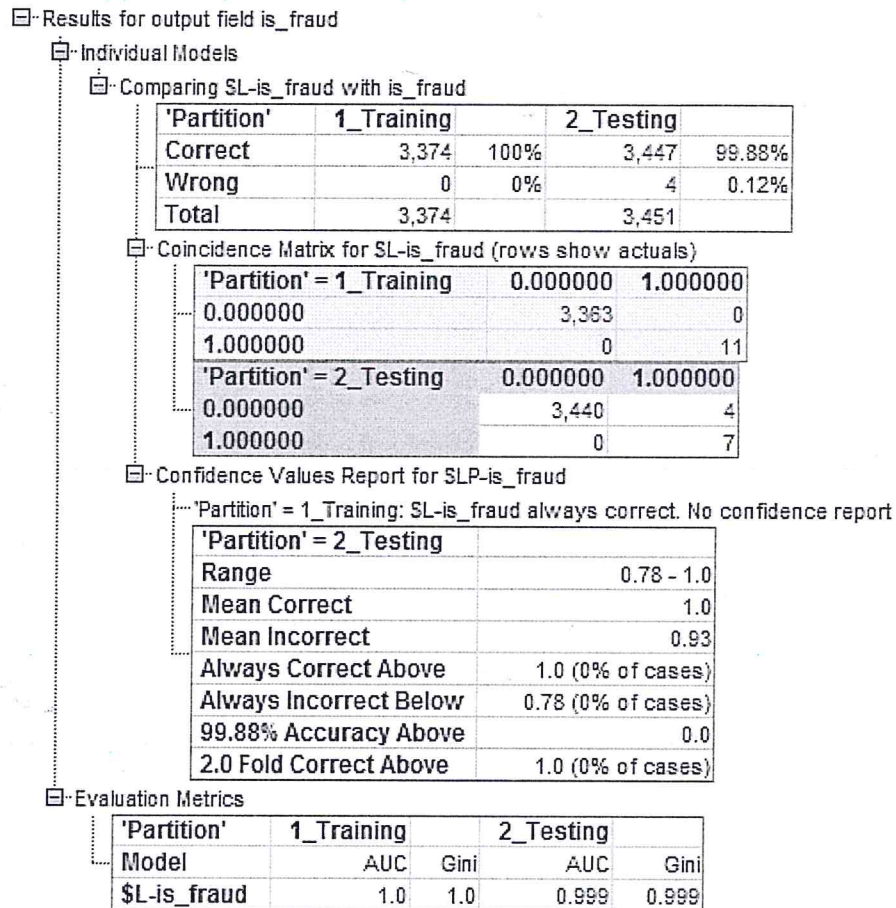 Results for output field is_fraud
Individual Models
Comparing SL-is_fraud with is_fraud
'Partition' 1_Training 2_Testing
Correct 3,374 100% 3,447 99.88%
Wrong 0 0% 4 0.12%
Total 3,374 3,451
Coincidence Matrix for SL-is_fraud (rows show actuals)
'Partition' = 1_Training 0.000000 1.000000
0.000000 3,363 0
1.000000 0 11
'Partition' = 2_Testing 0.000000 1.000000
0.000000 3,440 4
1.000000 0 7
Confidence Values Report for SLP-is_fraud
'Partition' = 1_Training: SL-is_fraud always correct. No confidence report
'Partition' = 2_Testing
Range 0.78 - 1.0
Mean Correct 1.0
Mean Incorrect 0.93
Always Correct Above 1.0 (0% of cases)
Always Incorrect Below 0.78 (0% of cases)
99.88% Accuracy Above 0.0
2.0 Fold Correct Above 1.0 (0% of cases)
Evaluation Metrics
'Partition' 1_Training 2_Testing
Model AUC Gini AUC Gini
$L-is_fraud 1.0 1.0 0.999 0.999